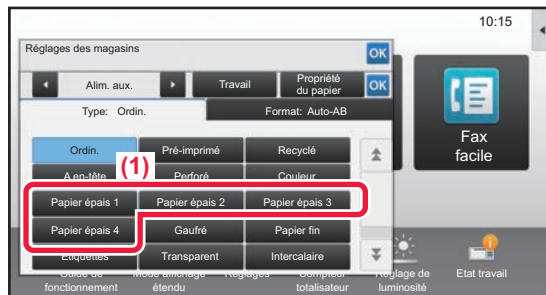 10:15
Réglages des magasins
OK
Alim. aux.
Travail
Propriété
du papier
OK
Type: Ordin.
Format: Auto-AB
Ordin.
Pré-imprimé
Recyclé
A en-tête
(1)
Perforé
Couleur
Papier épais 1
Papier épais 2
Papier épais 3
Papier épais 4
Gaufré
Papier fin
Etiquettes
Transparent
Intercalaire
Fax
facile
Guide de
fonctionnement
Mode affichage
étendu
Réglages
Compteur
totalisateur
Réglage de
luminosité
Etat travail